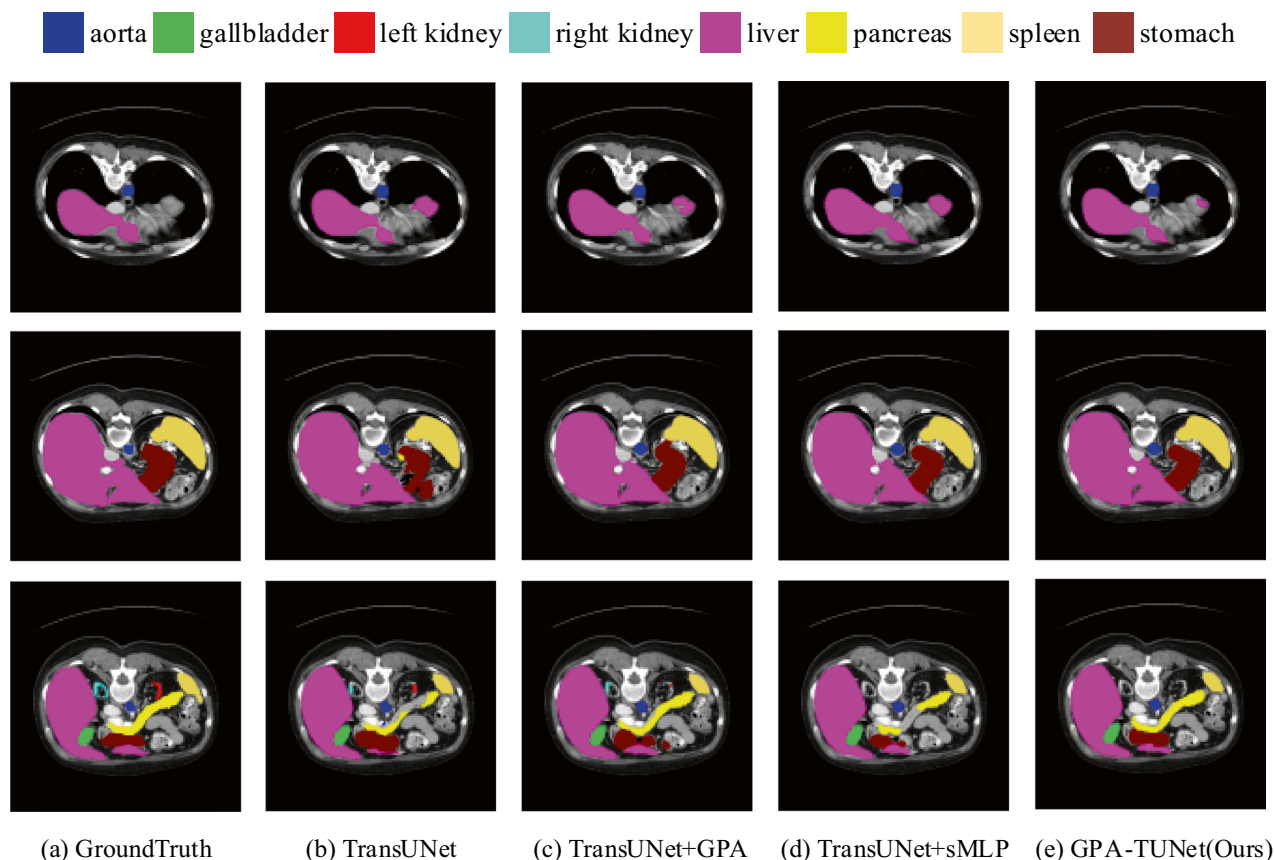 aorta gallbladder left kidney right kidney liver pancreas spleen stomach
(a) GroundTruth (b) TransUNet (c) TransUNet+GPA (d) TransUNet+sMLP (e) GPA-TUNet(Ours)